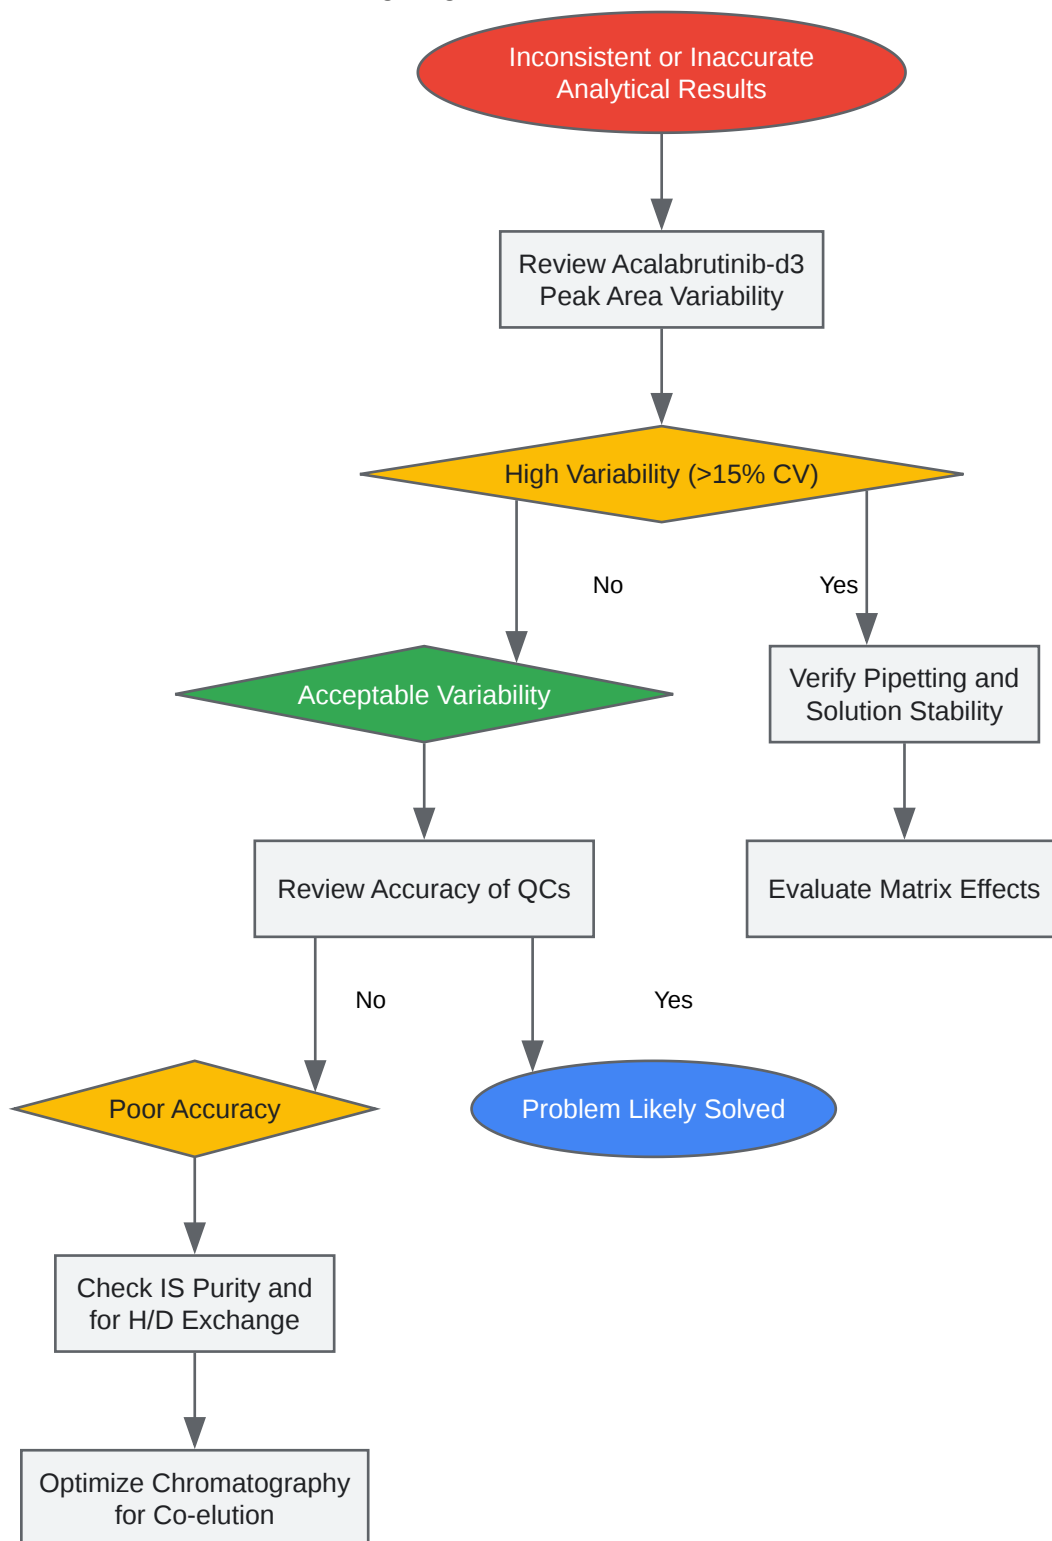 Inconsistent or Inaccurate
Analytical Results
Review Acalabrutinib-d3
Peak Area Variability
High Variability (>15% CV)
No
Yes
Acceptable Variability
Verify Pipetting and
Solution Stability
Review Accuracy of QCs
Evaluate Matrix Effects
No
Yes
Poor Accuracy
Problem Likely Solved
Check IS Purity and
for H/D Exchange
Optimize Chromatography
for Co-elution